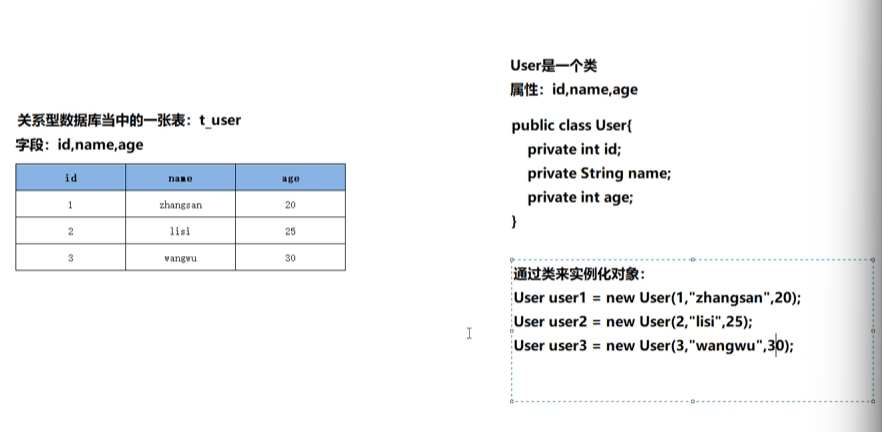 关系型数据库当中的一张表：t_user
字段：id,name,age
id name age
1 zhangsan 20
2 lisi 25
3 wangwu 30
User是一个类
属性：id,name,age
public class User{
private int id;
private String name;
private int age;
}
通过类来实例化对象：
User user1 = new User(1,"zhangsan",20);
User user2 = new User(2,"lisi",25);
User user3 = new User(3,"wangwu",30);